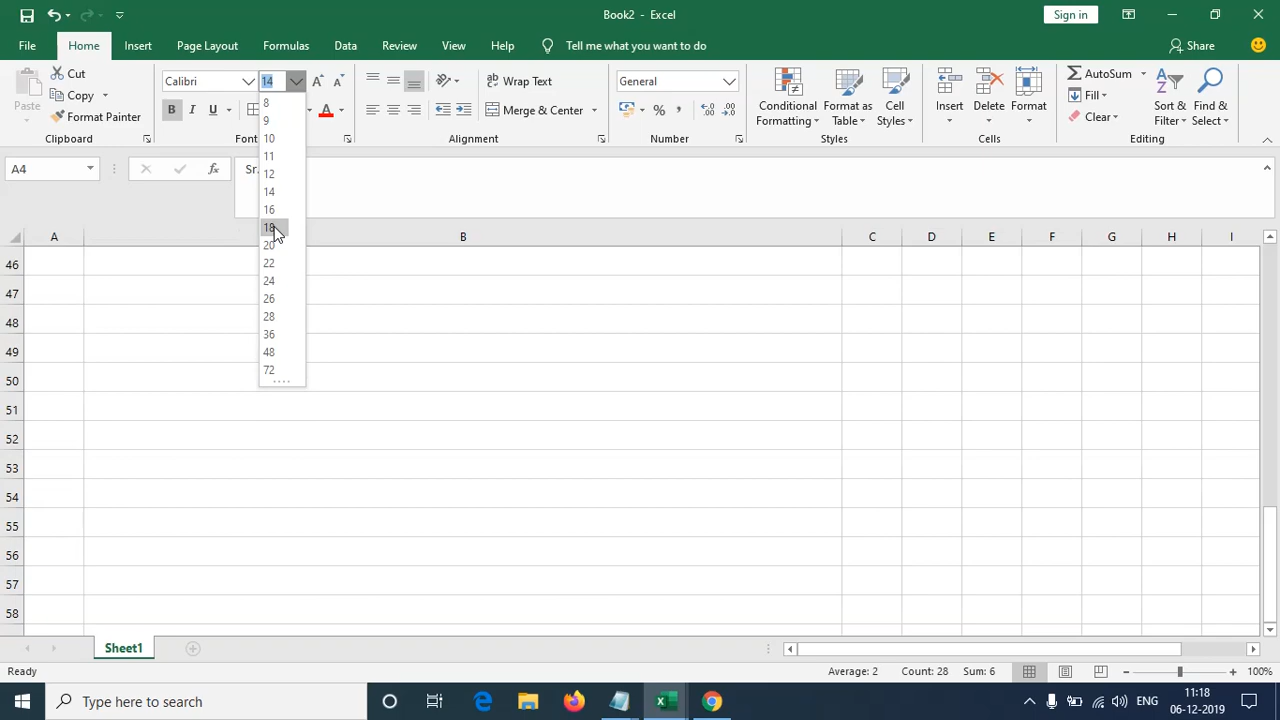 Book2 - Excel
Sign in
File Home Insert Page Layout Formulas Data Review View Help Tell me what you want to do
Share
Paste
Cut
Copy
Format Painter
Clipboard
Calibri 14
B I U A
Font
8
9
10
11
12
14
16
18
20
22
24
26
28
36
48
72
Wrap Text
Merge & Center
Alignment
General
%
Number
Conditional Formatting
Format as Table
Cell Styles
Styles
Insert
Delete
Format
Cells
AutoSum
Fill
Clear
Sort & Filter
Find & Select
Editing
A4
fx
A B C D E F G H I
46
47
48
49
50
51
52
53
54
55
56
57
58
Sheet1
Ready
Average: 2 Count: 28 Sum: 6
100%
Type here to search
ENG
11:18
06-12-2019